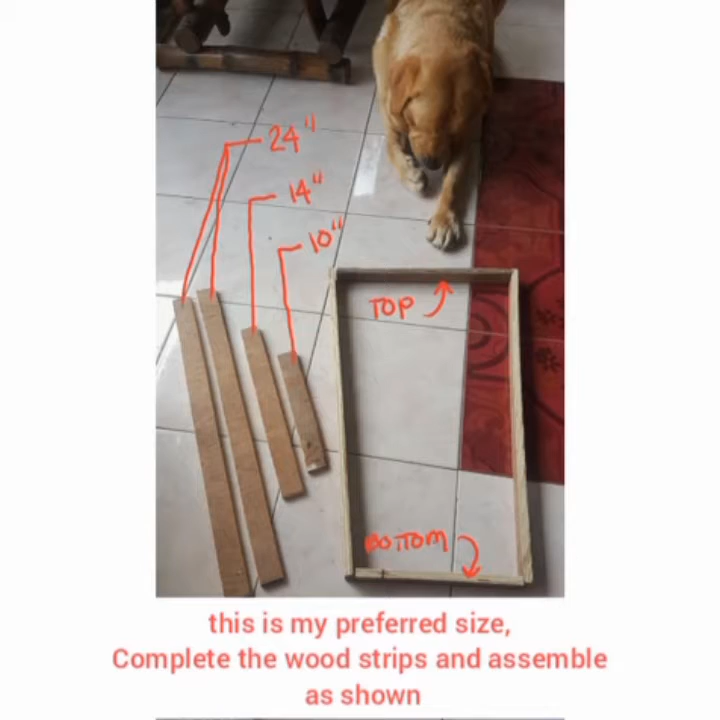 24"
14"
10"
TOP
BOTTOM
this is my preferred size,
Complete the wood strips and assemble
as shown